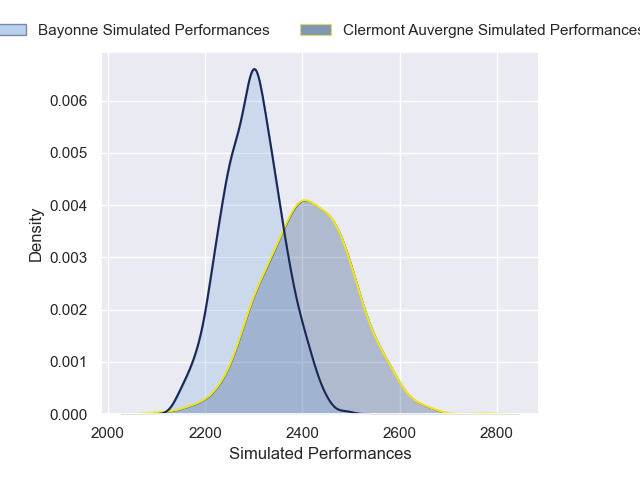 Bayonne Simulated Performances
Clermont Auvergne Simulated Performances
0.006
0.005
0.004
0.003
0.002
0.001
0.000
Density
2000 2200 2400 2600 2800
Simulated Performances